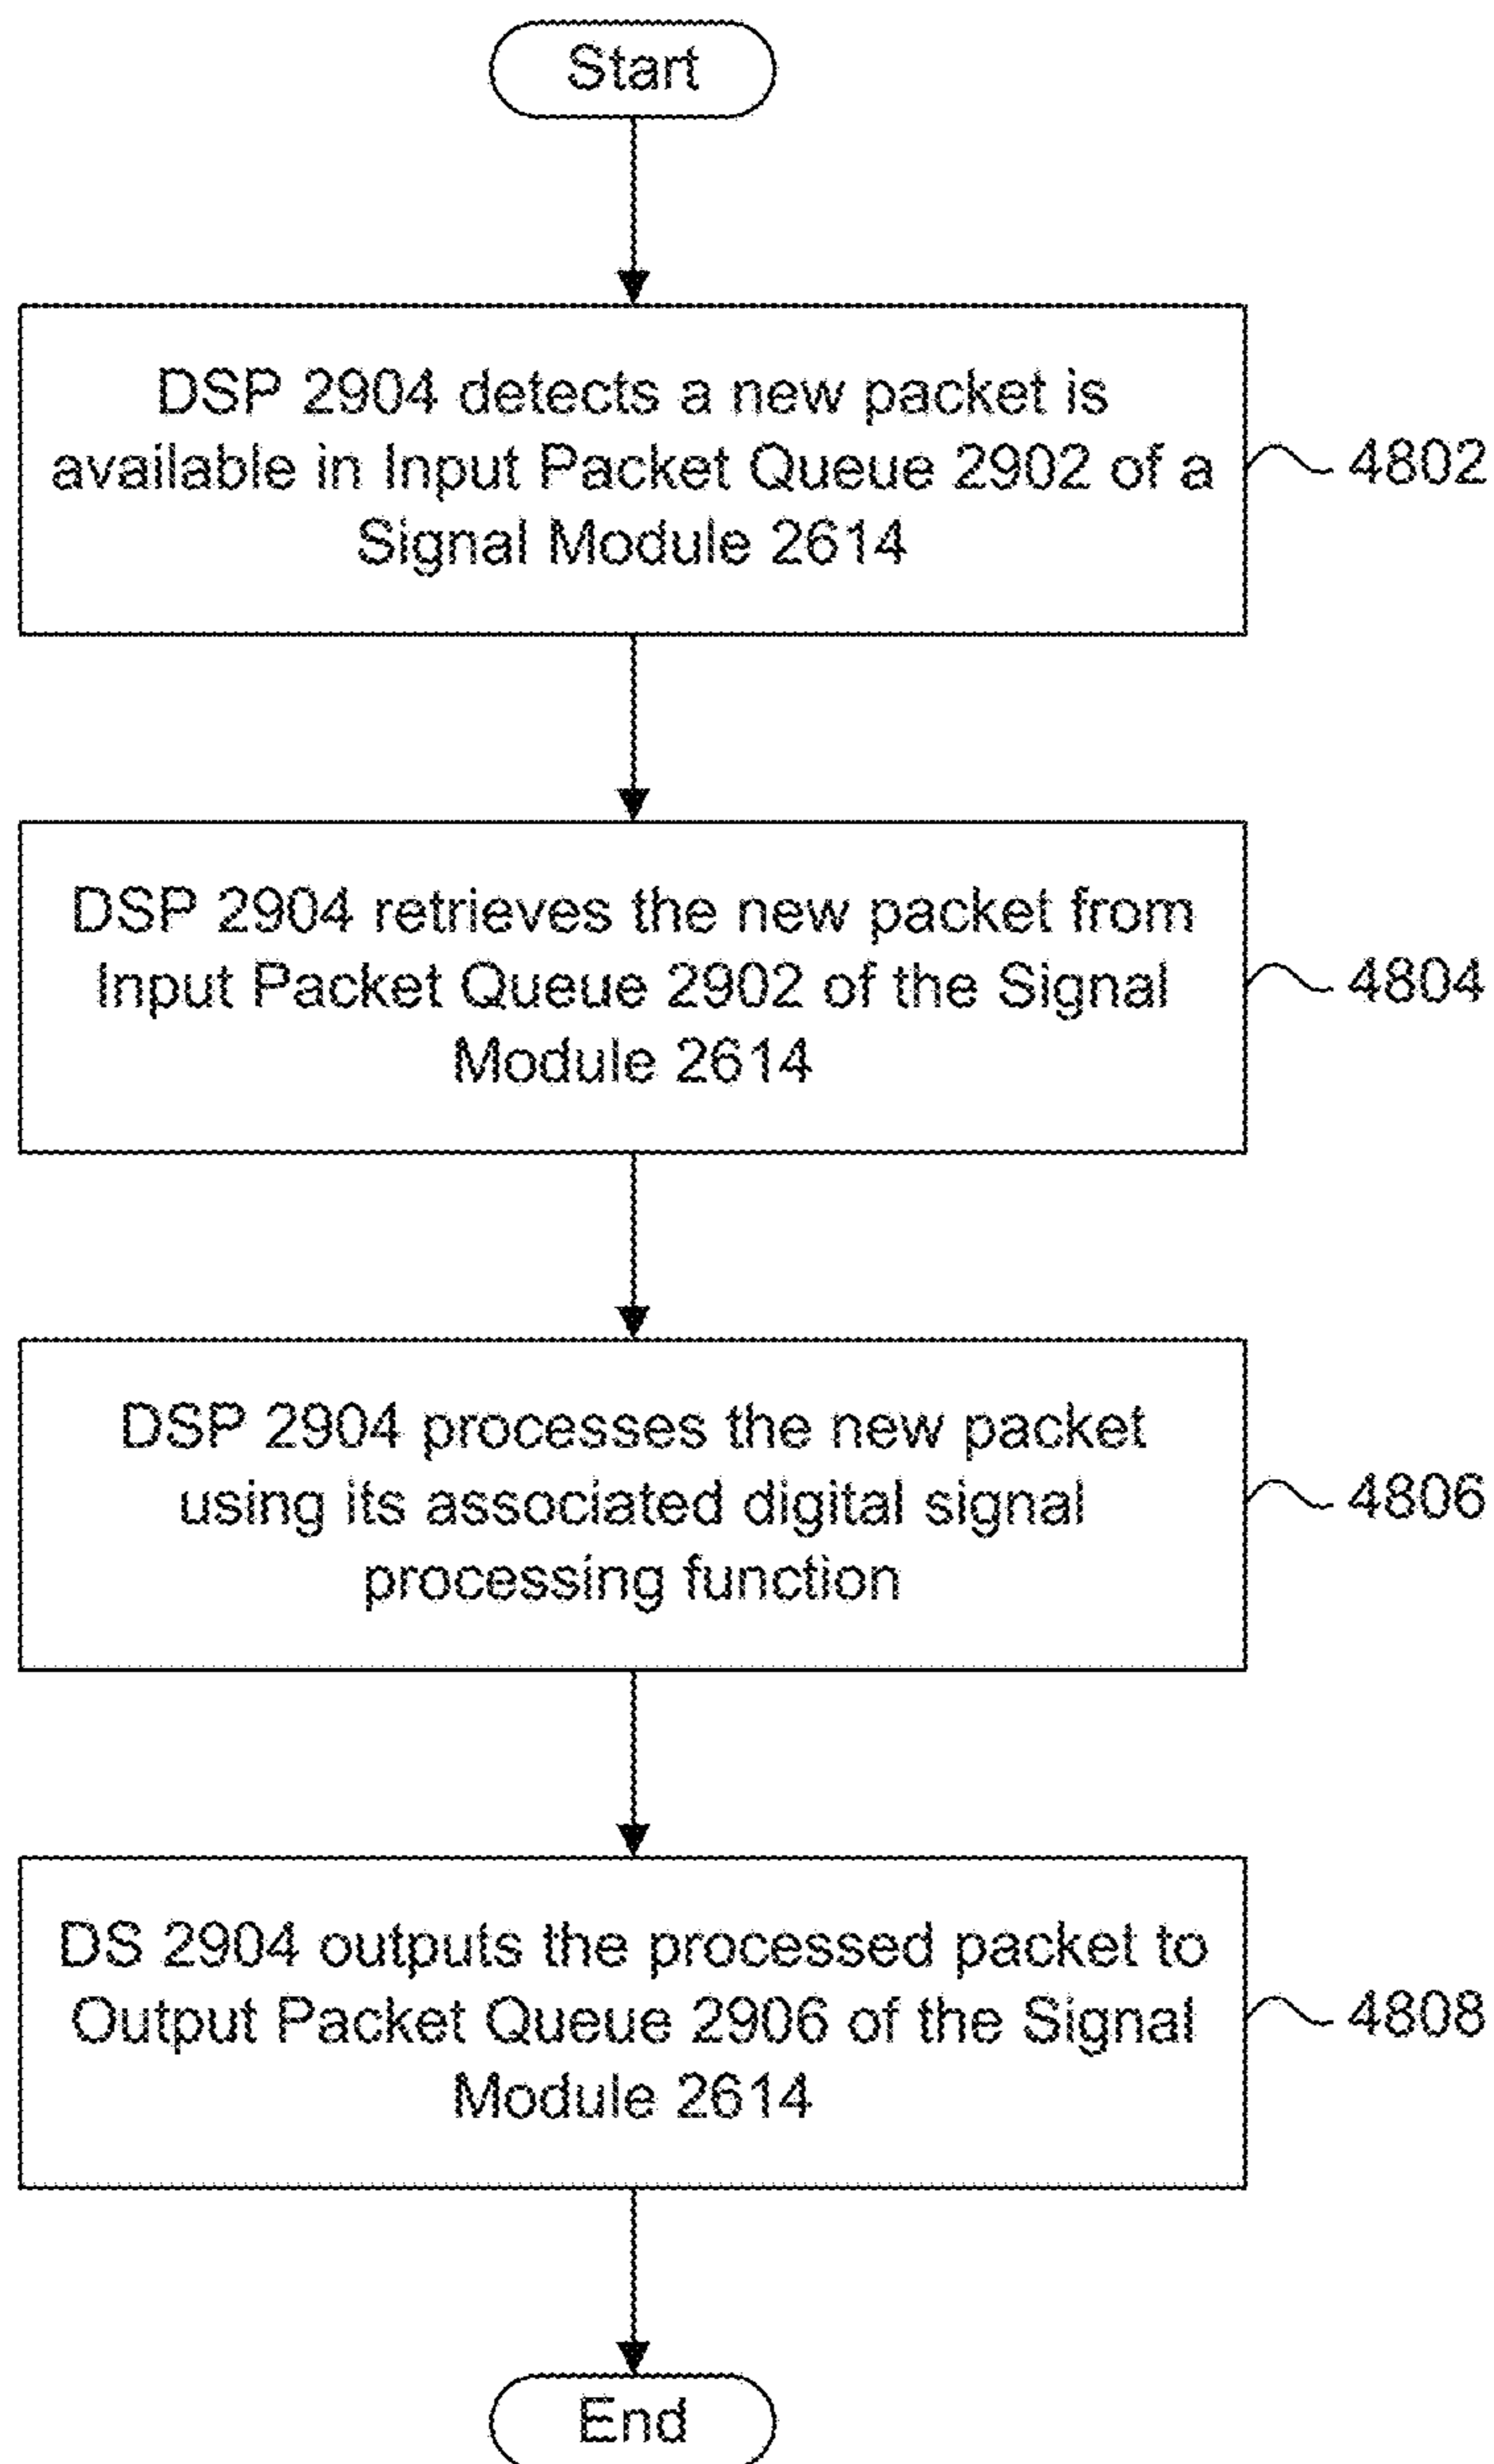 Start
DSP 2904 detects a new packet is
available in Input Packet Queue 2902 of a
Signal Module 2614
4802
DSP 2904 retrieves the new packet from
Input Packet Queue 2902 of the Signal
Module 2614
4804
DSP 2904 processes the new packet
using its associated digital signal
processing function
4806
DS 2904 outputs the processed packet to
Output Packet Queue 2906 of the Signal
Module 2614
4808
End